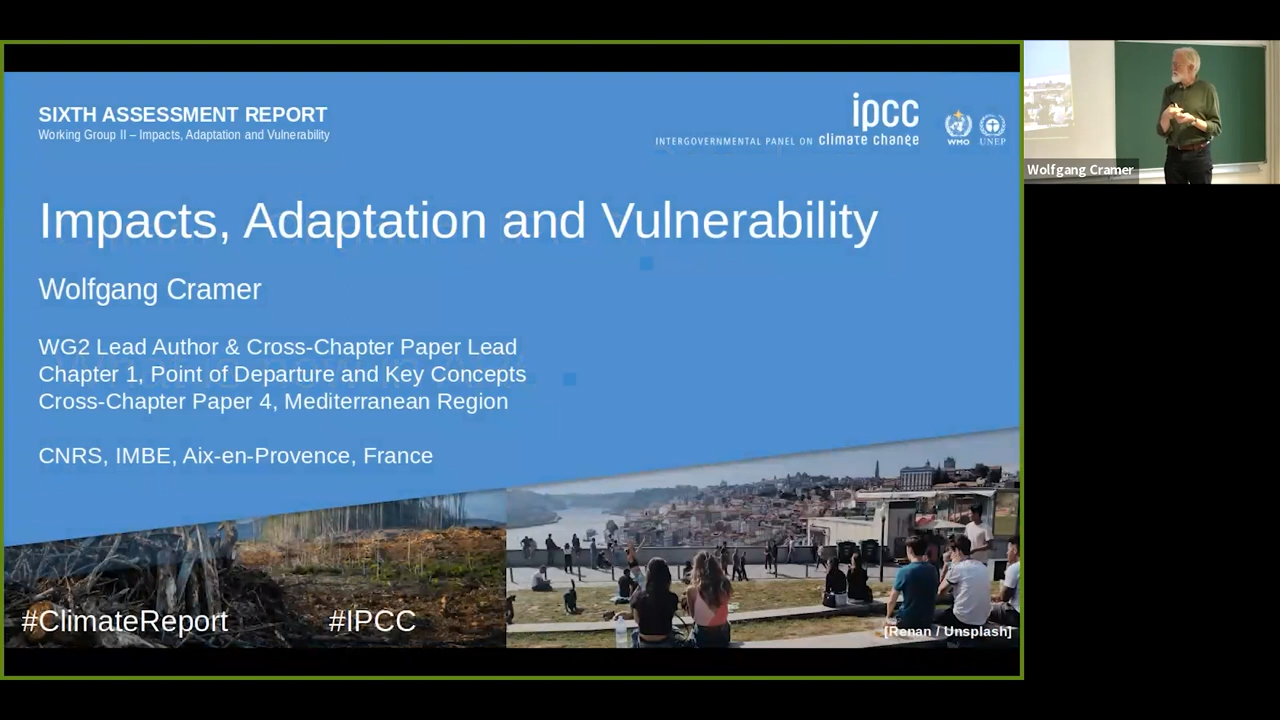 SIXTH ASSESSMENT REPORT
Working Group II – Impacts, Adaptation and Vulnerability
ipcc
INTERGOVERNMENTAL PANEL ON climate change
WMO
UNEP
Impacts, Adaptation and Vulnerability
Wolfgang Cramer
WG2 Lead Author & Cross-Chapter Paper Lead
Chapter 1, Point of Departure and Key Concepts
Cross-Chapter Paper 4, Mediterranean Region
CNRS, IMBE, Aix-en-Provence, France
#ClimateReport
#IPCC
[Renan / Unsplash]
Wolfgang Cramer